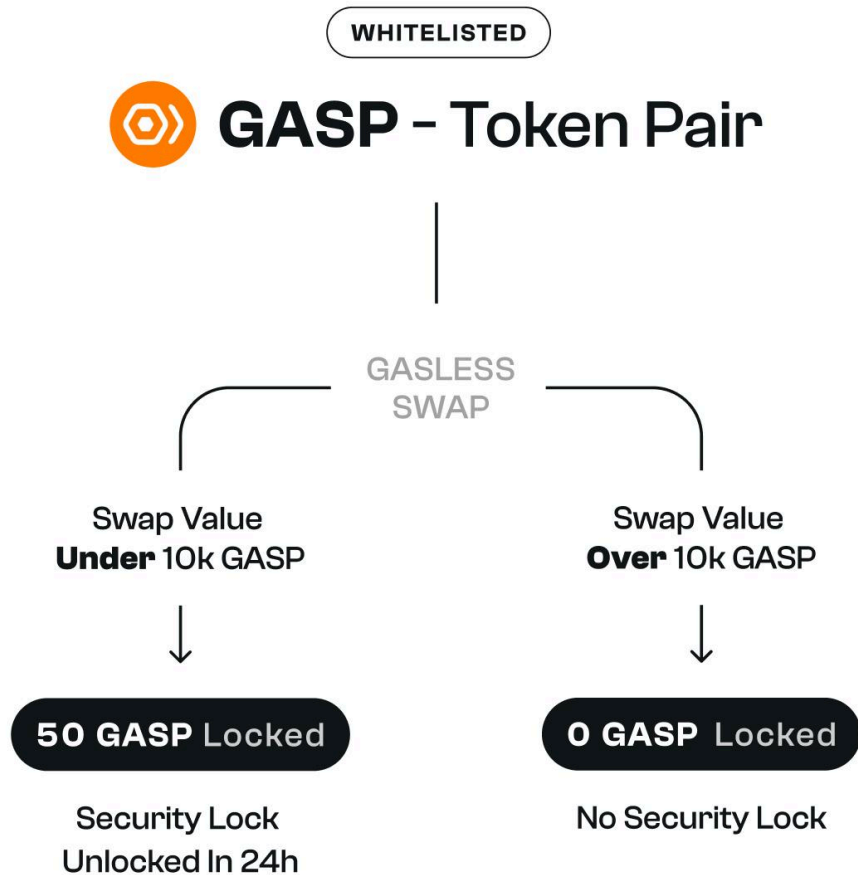 WHITELISTED
GASP - Token Pair
GASLESS
SWAP
Swap Value
Under 10k GASP
Swap Value
Over 10k GASP
50 GASP Locked
0 GASP Locked
Security Lock
Unlocked In 24h
No Security Lock